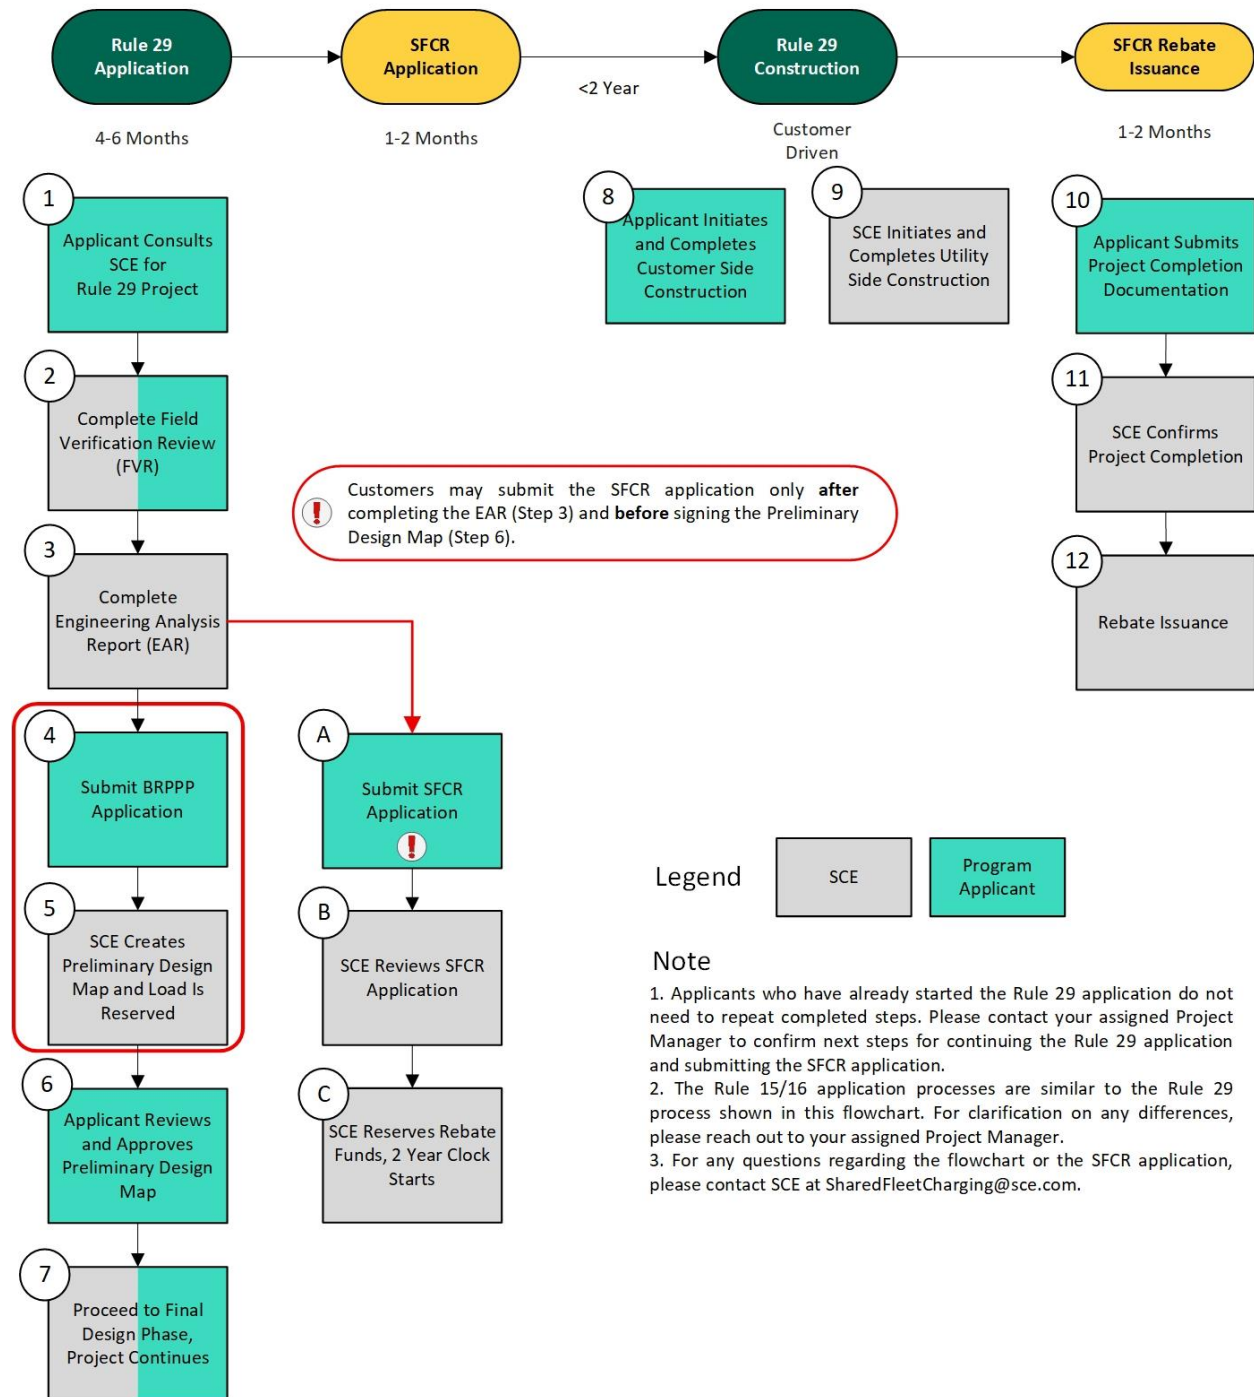 Rule 29
Application
SFCR
Application
<2 Year
Rule 29
Construction
SFCR Rebate
Issuance
4-6 Months
1-2 Months
Customer
Driven
1-2 Months
1
Applicant Consults
SCE for
Rule 29 Project
2
Complete Field
Verification Review
(FVR)
3
Complete
Engineering Analysis
Report (EAR)
4
Submit BRPPP
Application
5
SCE Creates
Preliminary Design
Map and Load Is
Reserved
6
Applicant Reviews
and Approves
Preliminary Design
Map
7
Proceed to Final
Design Phase,
Project Continues
! Customers may submit the SFCR application only after
completing the EAR (Step 3) and before signing the Preliminary
Design Map (Step 6).
A
Submit SFCR
Application
!
B
SCE Reviews SFCR
Application
C
SCE Reserves Rebate
Funds, 2 Year Clock
Starts
8
Applicant Initiates
and Completes
Customer Side
Construction
9
SCE Initiates and
Completes Utility
Side Construction
10
Applicant Submits
Project Completion
Documentation
11
SCE Confirms
Project Completion
12
Rebate Issuance
Legend
SCE
Program
Applicant
Note
1. Applicants who have already started the Rule 29 application do not
need to repeat completed steps. Please contact your assigned Project
Manager to confirm next steps for continuing the Rule 29 application
and submitting the SFCR application.
2. The Rule 15/16 application processes are similar to the Rule 29
process shown in this flowchart. For clarification on any differences,
please reach out to your assigned Project Manager.
3. For any questions regarding the flowchart or the SFCR application,
please contact SCE at SharedFleetCharging@sce.com.